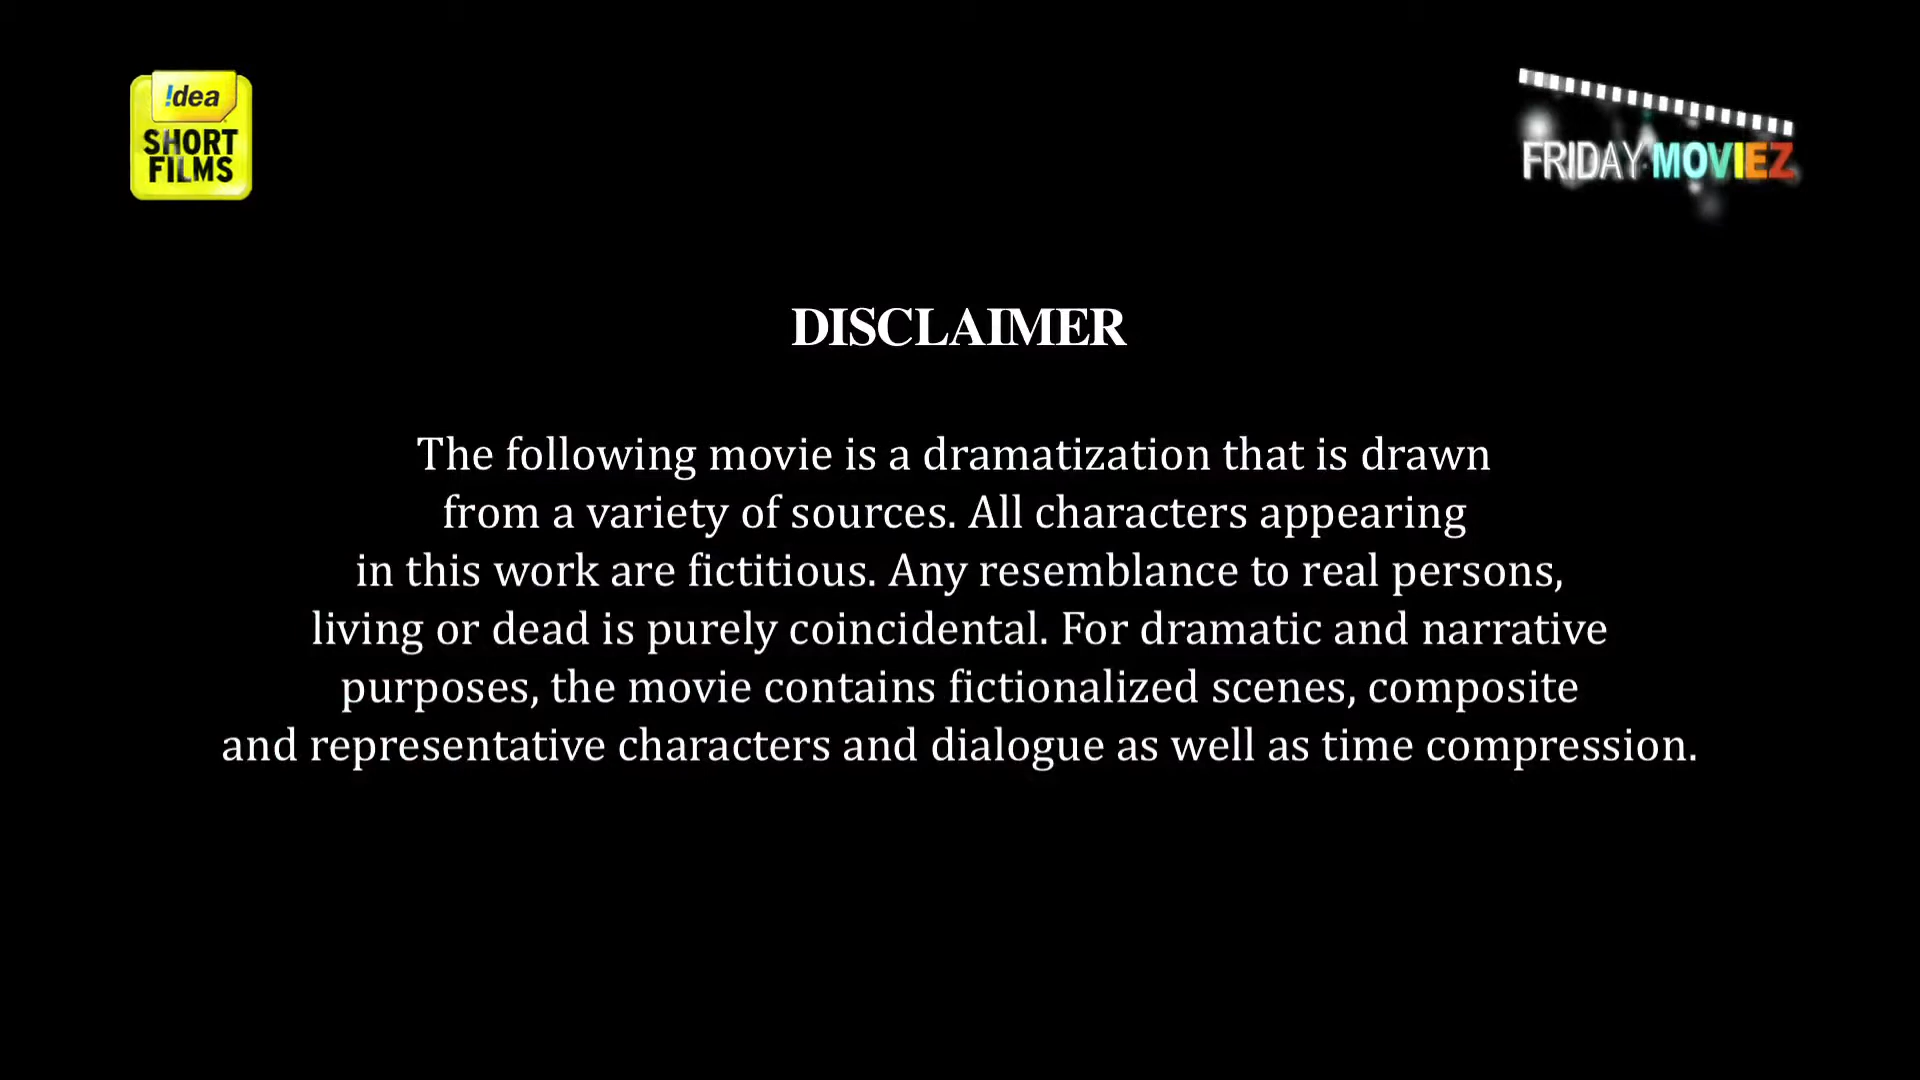 !dea
SHORT
FILMS
FRIDAY MOVIEZ
DISCLAIMER
The following movie is a dramatization that is drawn
from a variety of sources. All characters appearing
in this work are fictitious. Any resemblance to real persons,
living or dead is purely coincidental. For dramatic and narrative
purposes, the movie contains fictionalized scenes, composite
and representative characters and dialogue as well as time compression.